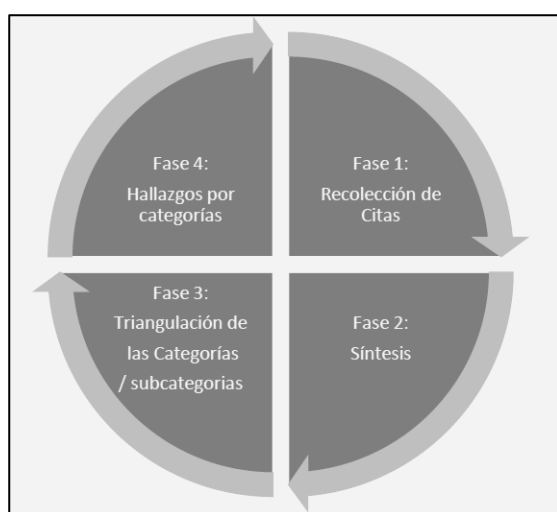 Fase 1:
Recolección de
Citas
Fase 2:
Síntesis
Fase 3:
Triangulación de
las Categorías
/ subcategorias
Fase 4:
Hallazgos por
categorías